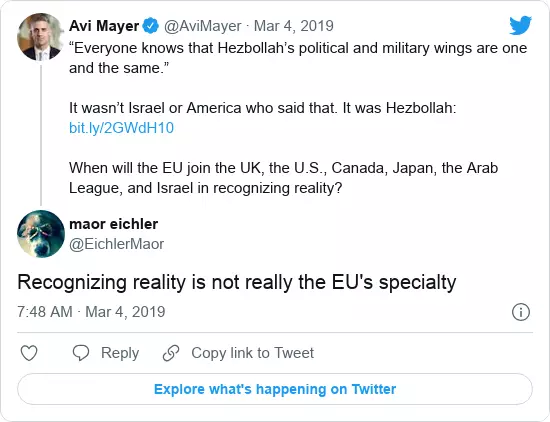 Avi Mayer @AviMayer · Mar 4, 2019
“Everyone knows that Hezbollah’s political and military wings are one
and the same.”
It wasn’t Israel or America who said that. It was Hezbollah:
bit.ly/2GWdH10
When will the EU join the UK, the U.S., Canada, Japan, the Arab
League, and Israel in recognizing reality?
maor eichler
@EichlerMaor
Recognizing reality is not really the EU's specialty
7:48 AM · Mar 4, 2019
Reply
Copy link to Tweet
Explore what's happening on Twitter